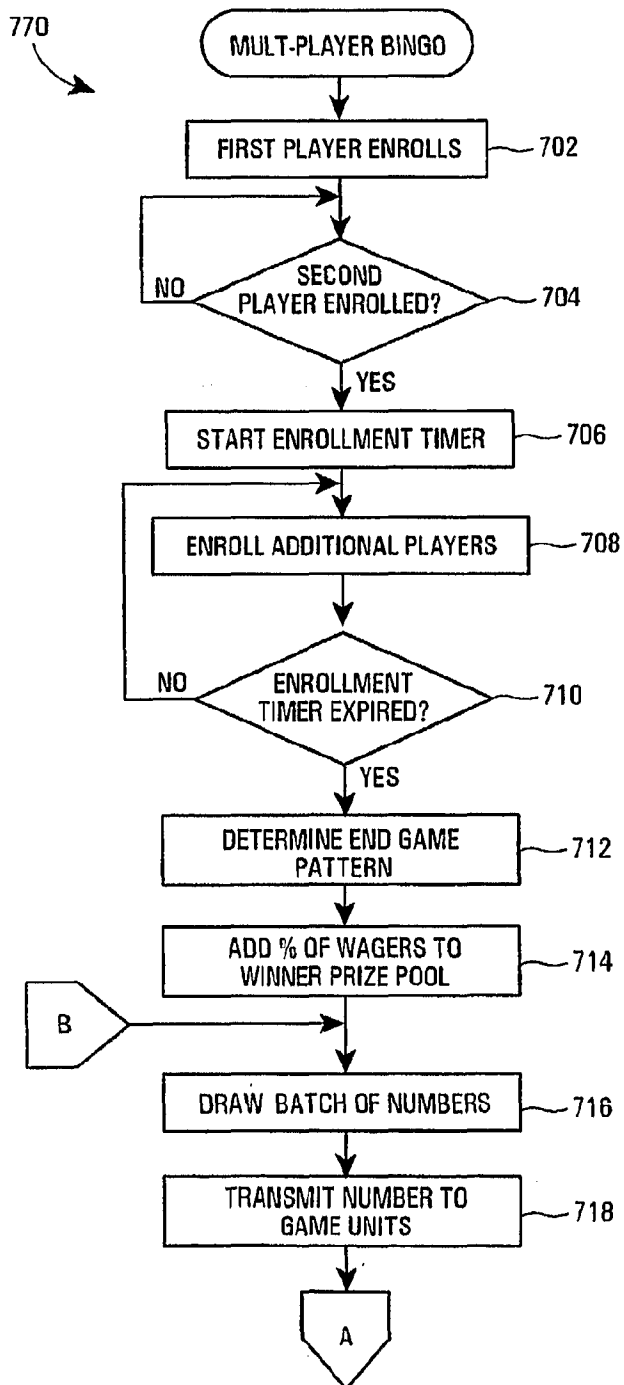 770
MULT-PLAYER BINGO
FIRST PLAYER ENROLLS
702
SECOND
PLAYER ENROLLED?
704
NO
YES
START ENROLLMENT TIMER
706
ENROLL ADDITIONAL PLAYERS
708
ENROLLMENT
TIMER EXPIRED?
710
NO
YES
DETERMINE END GAME
PATTERN
712
ADD % OF WAGERS TO
WINNER PRIZE POOL
714
B
DRAW BATCH OF NUMBERS
716
TRANSMIT NUMBER TO
GAME UNITS
718
A